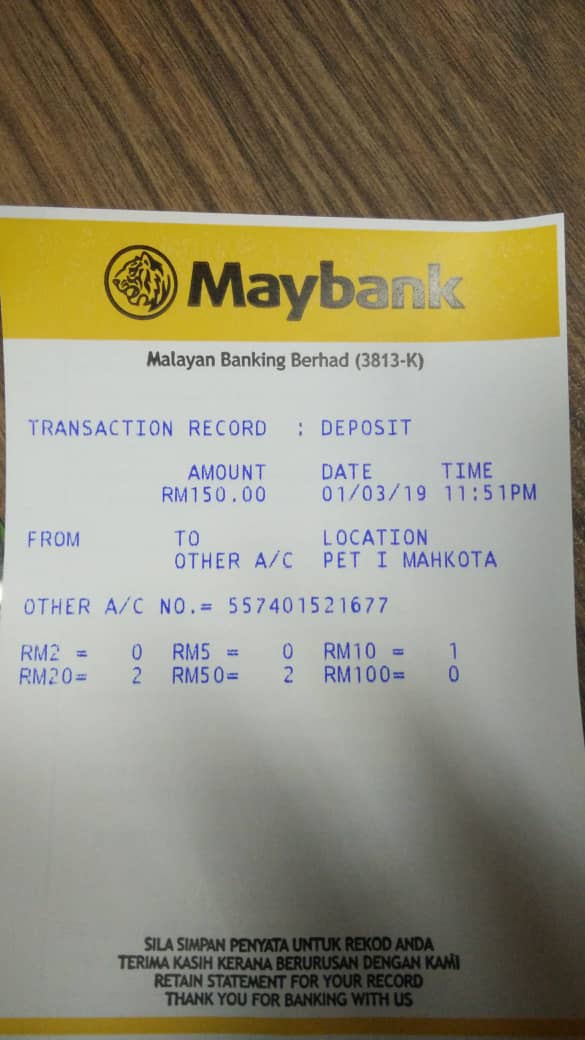 Maybank
Malayan Banking Berhad (3813-K)
TRANSACTION RECORD : DEPOSIT
AMOUNT DATE TIME
RM150.00 01/03/19 11:51PM
FROM TO LOCATION
OTHER A/C PET I MAHKOTA
OTHER A/C NO.= 557401521677
RM2 = 0 RM5 = 0 RM10 = 1
RM20= 2 RM50= 2 RM100= 0
SILA SIMPAN PENYATA UNTUK REKOD ANDA
TERIMA KASIH KERANA BERURUSAN DENGAN KAMI
RETAIN STATEMENT FOR YOUR RECORD
THANK YOU FOR BANKING WITH US